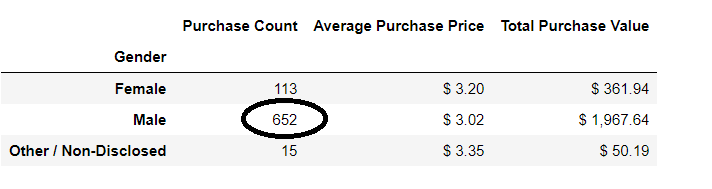 Purchase Count Average Purchase Price Total Purchase Value
Gender
Female 113 $ 3.20 $ 361.94
Male 652 $ 3.02 $ 1,967.64
Other / Non-Disclosed 15 $ 3.35 $ 50.19